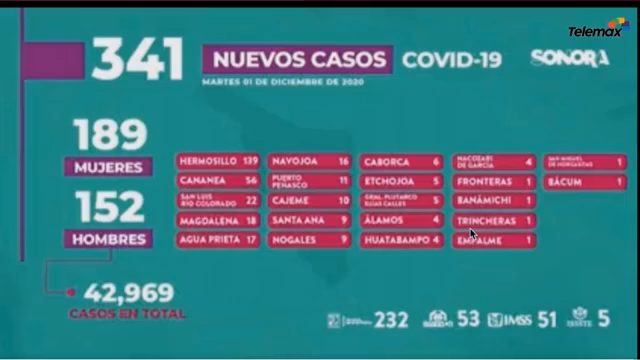 Telemax
341 NUEVOS CASOS COVID-19 SONORA
MARTES 01 DE DICIEMBRE DE 2020
189
MUJERES
152
HOMBRES
HERMOSILLO 139
CANANEA 56
SAN LUIS
RÍO COLORADO 22
MAGDALENA 18
AGUA PRIETA 17
NAVOJOA 16
PUERTO
PEÑASCO 11
CAJEME 10
SANTA ANA 9
NOGALES 9
CABORCA 6
ETCHOJOA 5
GRAL. PLUTARCO
ELÍAS CALLES 5
ÁLAMOS 4
HUATABAMPO 4
NACOZARI
DE GARCÍA 4
FRONTERAS 1
BANÁMICHI 1
TRINCHERAS 1
EMPALME 1
SAN MIGUEL
DE HORCASITAS 1
BÁCUM 1
42,969
CASOS EN TOTAL
232 53 IMSS 51 ISSSTE 5